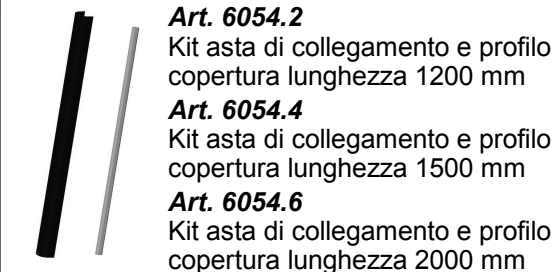 Art. 6054.2
Kit asta di collegamento e profilo
copertura lunghezza 1200 mm
Art. 6054.4
Kit asta di collegamento e profilo
copertura lunghezza 1500 mm
Art. 6054.6
Kit asta di collegamento e profilo
copertura lunghezza 2000 mm